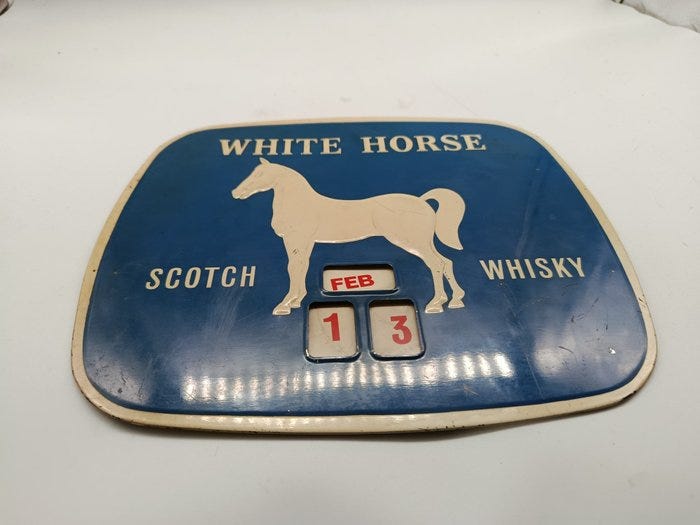 WHITE HORSE
SCOTCH WHISKY
FEB
1 3